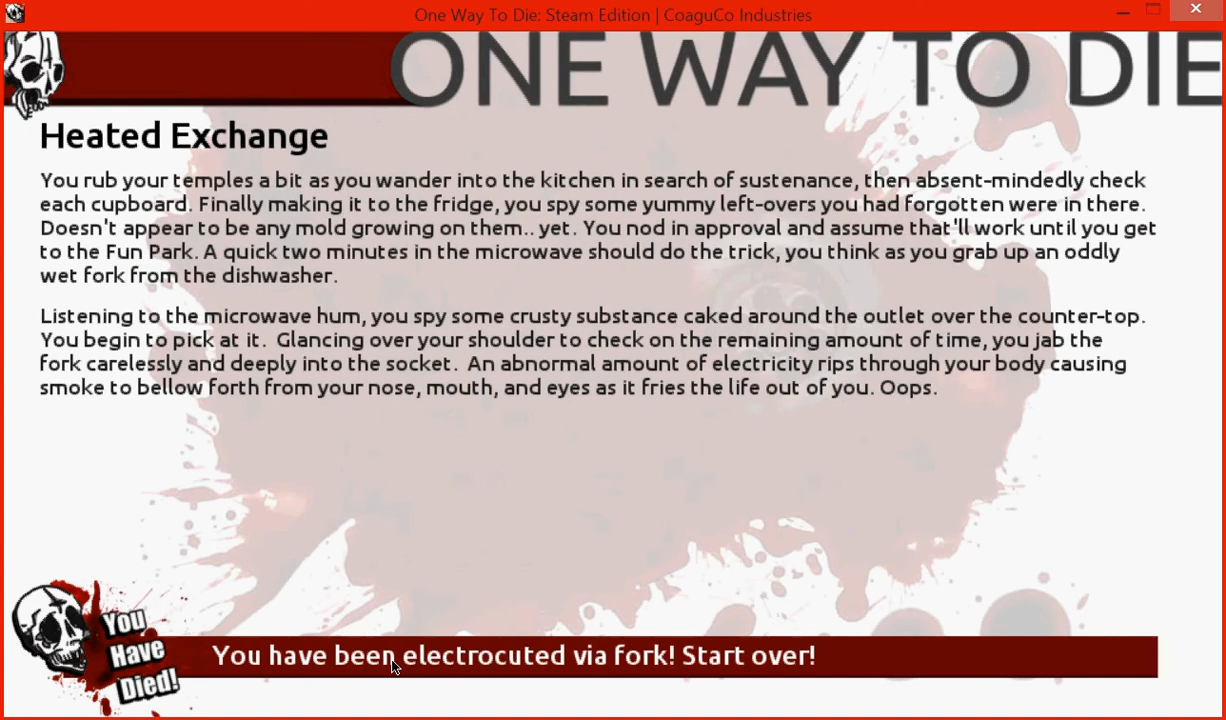 One Way To Die: Steam Edition | CoaguCo Industries
ONE WAY TO DIE
Heated Exchange
You rub your temples a bit as you wander into the kitchen in search of sustenance, then absent-mindedly check
each cupboard. Finally making it to the fridge, you spy some yummy left-overs you had forgotten were in there.
Doesn't appear to be any mold growing on them.. yet. You nod in approval and assume that'll work until you get
to the Fun Park. A quick two minutes in the microwave should do the trick, you think as you grab up an oddly
wet fork from the dishwasher.
Listening to the microwave hum, you spy some crusty substance caked around the outlet over the counter-top.
You begin to pick at it.  Glancing over your shoulder to check on the remaining amount of time, you jab the
fork carelessly and deeply into the socket.  An abnormal amount of electricity rips through your body causing
smoke to bellow forth from your nose, mouth, and eyes as it fries the life out of you. Oops.
You
Have
Died!
You have been electrocuted via fork! Start over!